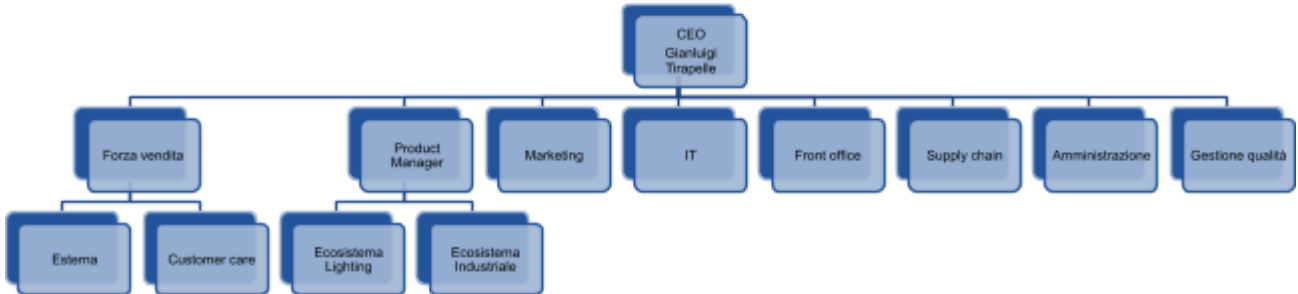 CEO
Gianluigi
Tirapelle
Forza vendita
Product
Manager
Marketing
IT
Front office
Supply chain
Amministrazione
Gestione qualità
Esterna
Customer care
Ecosistema
Lighting
Ecosistema
Industriale